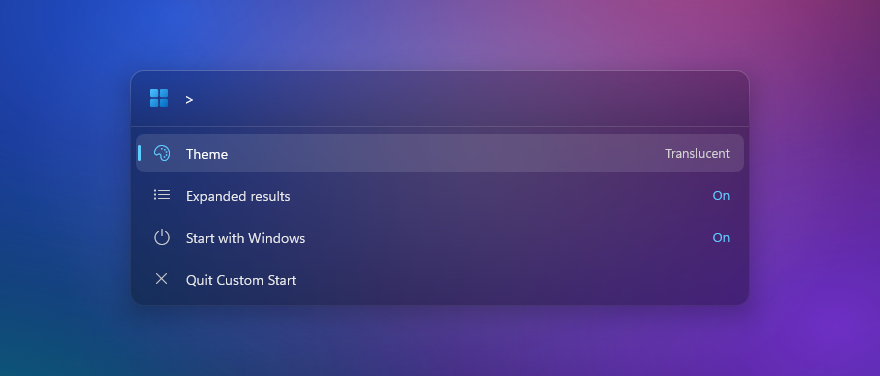 >
Theme Translucent
Expanded results On
Start with Windows On
Quit Custom Start